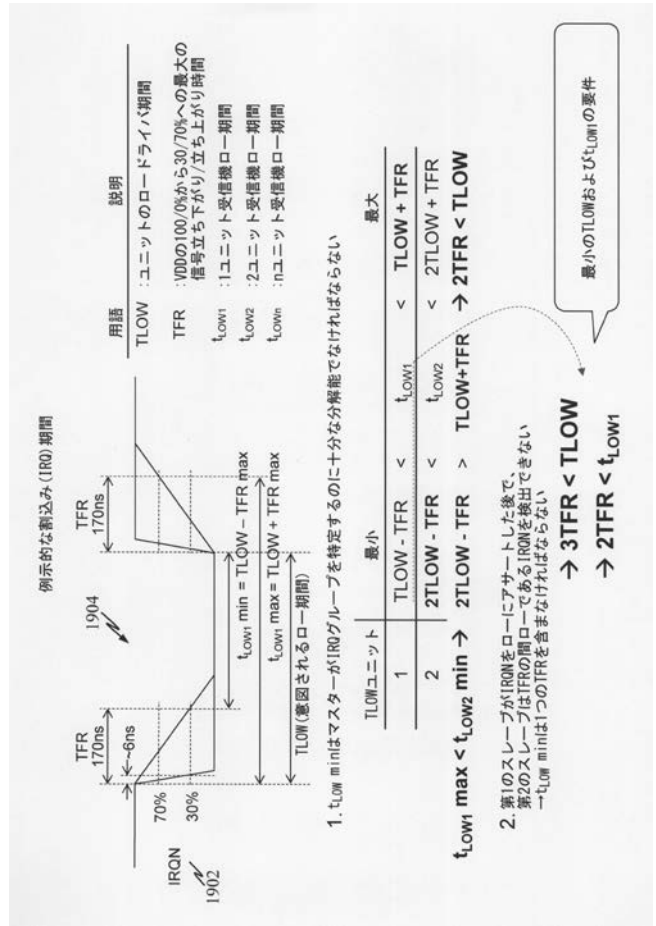 例示的な割込み(IRQ)期間
TFR
170ns
~6ns
70%
30%
IRQN
1902
1904
TFR
170ns
tLOW1 min = TLOW − TFR max
tLOW1 max = TLOW + TFR max
TLOW(意図されるロー期間)
用語 説明
TLOW :ユニットのロードライバ期間
TFR :VDDの100/0%から30/70%への最大の
信号立ち下がり/立ち上がり時間
tLOW1 :1ユニット受信機ロー期間
tLOW2 :2ユニット受信機ロー期間
tLOWn :nユニット受信機ロー期間
1. tLOW minはマスターがIRQグループを特定するのに十分な分解能でなければならない
TLOWユニット 最小 最大
1 TLOW - TFR < tLOW1 < TLOW + TFR
2 2TLOW - TFR < tLOW2 < 2TLOW + TFR
tLOW1 max < tLOW2 min → 2TLOW - TFR > TLOW+TFR → 2TFR < TLOW
2. 第1のスレーブがIRQNをローにアサートした後で、
第2のスレーブはTFRの間ローであるIRQNを検出できない
→tLOW minは1つのTFRを含まなければならない
→ 3TFR < TLOW
→ 2TFR < tLOW1
最小のTLOWおよびtLOW1の要件